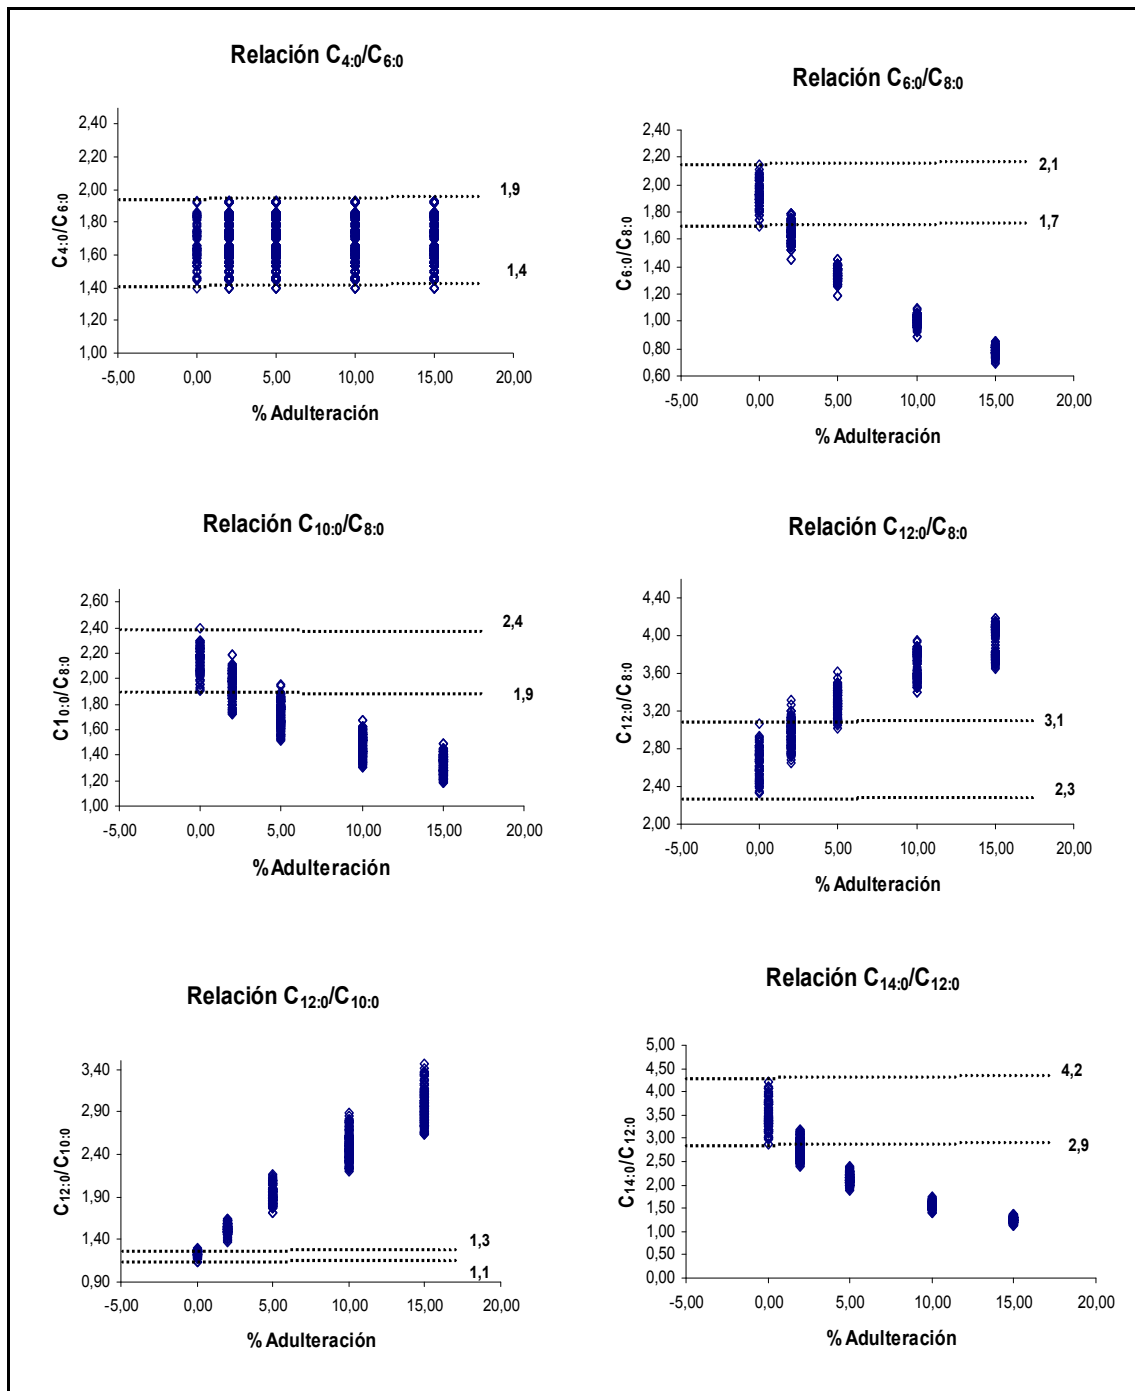 Relación C4:0/C6:0
2,40
2,20
2,00
1,80
1,60
1,40
1,20
1,00
C4:0/C6:0
1,9
1,4
-5,00 0,00 5,00 10,00 15,00 20,00
% Adulteración
Relación C6:0/C8:0
2,40
2,20
2,00
1,80
1,60
1,40
1,20
1,00
0,80
0,60
C6:0/C8:0
2,1
1,7
-5,00 0,00 5,00 10,00 15,00 20,00
% Adulteración
Relación C10:0/C8:0
2,60
2,40
2,20
2,00
1,80
1,60
1,40
1,20
1,00
C10:0/C8:0
2,4
1,9
-5,00 0,00 5,00 10,00 15,00 20,00
% Adulteración
Relación C12:0/C8:0
4,40
4,00
3,60
3,20
2,80
2,40
2,00
C12:0/C8:0
3,1
2,3
-5,00 0,00 5,00 10,00 15,00 20,00
% Adulteración
Relación C12:0/C10:0
3,40
2,90
2,40
1,90
1,40
0,90
C12:0/C10:0
1,3
1,1
-5,00 0,00 5,00 10,00 15,00 20,00
% Adulteración
Relación C14:0/C12:0
5,00
4,50
4,00
3,50
3,00
2,50
2,00
1,50
1,00
0,50
0,00
C14:0/C12:0
4,2
2,9
-5,00 0,00 5,00 10,00 15,00 20,00
% Adulteración